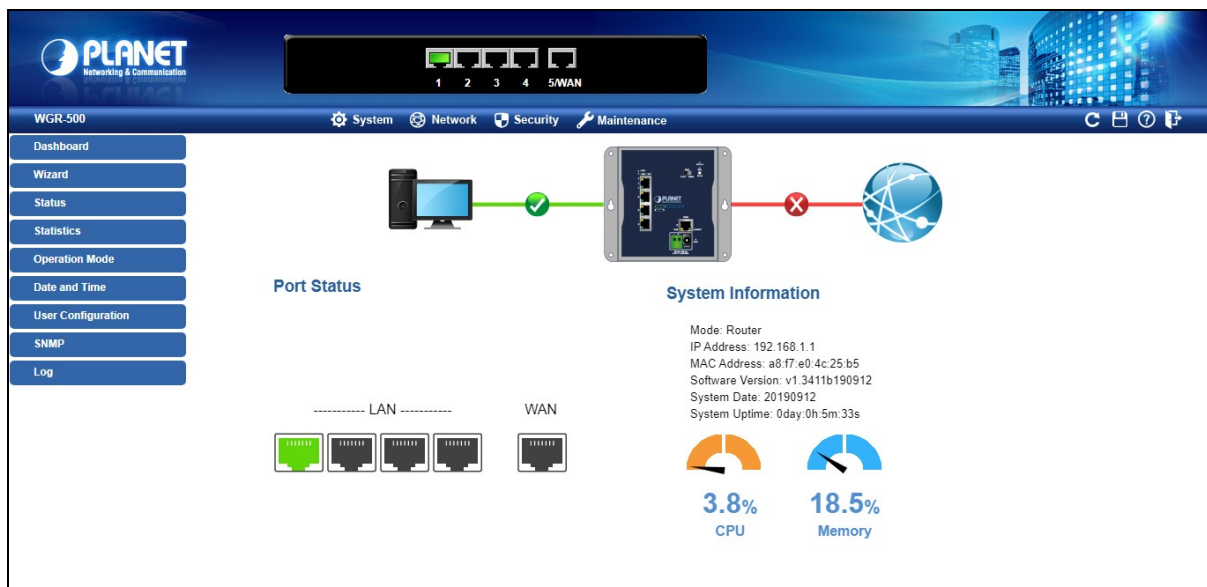 PLANET
Networking & Communication
1 2 3 4 5/WAN
WGR-500
System Network Security Maintenance
Dashboard
Wizard
Status
Statistics
Operation Mode
Date and Time
User Configuration
SNMP
Log
PLANET
Port Status
----------- LAN -----------
WAN
System Information
Mode: Router
IP Address: 192.168.1.1
MAC Address: a8:f7:e0:4c:25:b5
Software Version: v1.3411b190912
System Date: 20190912
System Uptime: 0day:0h:5m:33s
3.8% 18.5%
CPU Memory